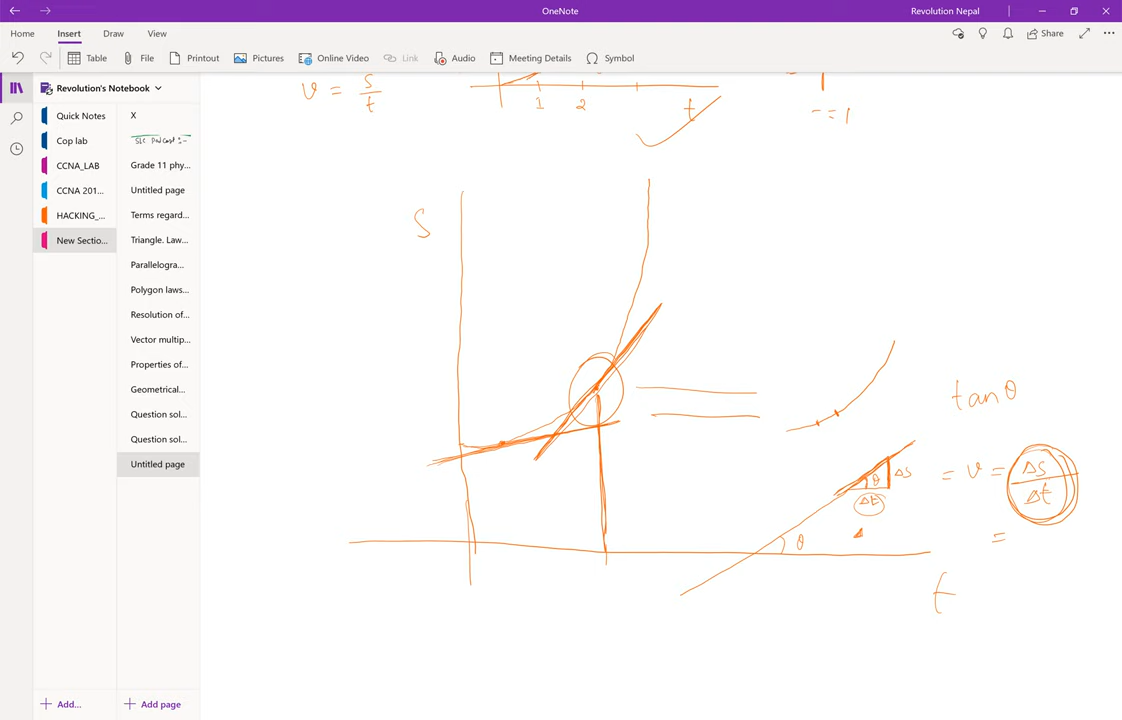 OneNote
Revolution Nepal
Home
Insert
Draw
View
Share
Table
File
Printout
Pictures
Online Video
Link
Audio
Meeting Details
Symbol
Revolution's Notebook
Quick Notes
Cop lab
CCNA_LAB
CCNA 201...
HACKING_...
New Sectio...
X
Grade 11 phy...
Untitled page
Terms regard...
Triangle. Law...
Parallelogra...
Polygon laws...
Resolution of...
Vector multip...
Properties of...
Geometrical...
Question sol...
Question sol...
Untitled page
Add...
Add page
v = s/t
1 2
t
= 1
S
tan θ
θ Δs
Δt
= v = Δs/Δt
=
θ
t